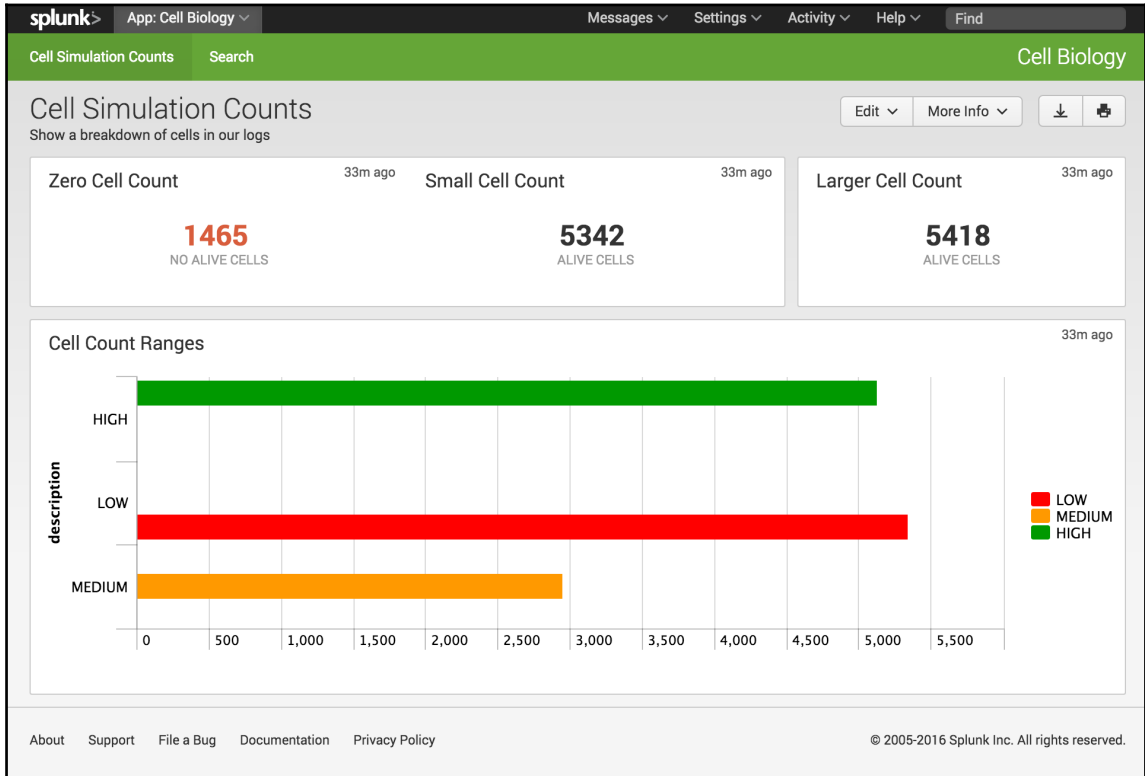 splunk> App: Cell Biology Messages Settings Activity Help Find
Cell Simulation Counts Search Cell Biology
Cell Simulation Counts Edit More Info
Show a breakdown of cells in our logs
Zero Cell Count 33m ago Small Cell Count 33m ago Larger Cell Count 33m ago
1465 5342 5418
NO ALIVE CELLS ALIVE CELLS ALIVE CELLS
Cell Count Ranges 33m ago
HIGH
LOW
MEDIUM
description
0 500 1,000 1,500 2,000 2,500 3,000 3,500 4,000 4,500 5,000 5,500
LOW
MEDIUM
HIGH
About Support File a Bug Documentation Privacy Policy © 2005-2016 Splunk Inc. All rights reserved.